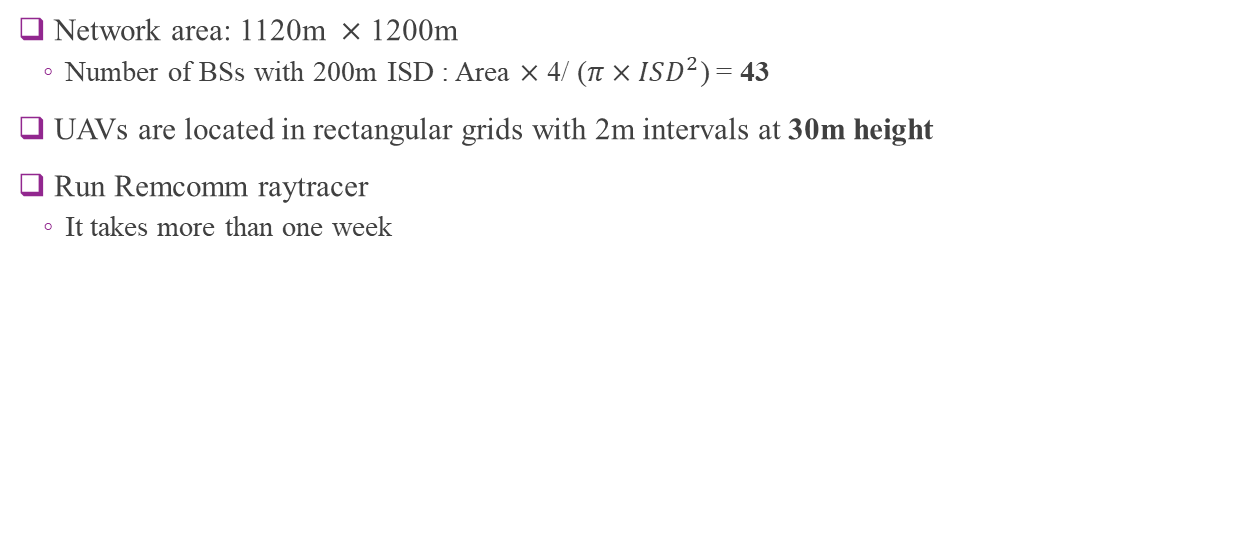 ❑ Network area: 1120m × 1200m
◦ Number of BSs with 200m ISD : Area × 4/ (π × ISD²) = 43
❑ UAVs are located in rectangular grids with 2m intervals at 30m height
❑ Run Remcomm raytracer
◦ It takes more than one week